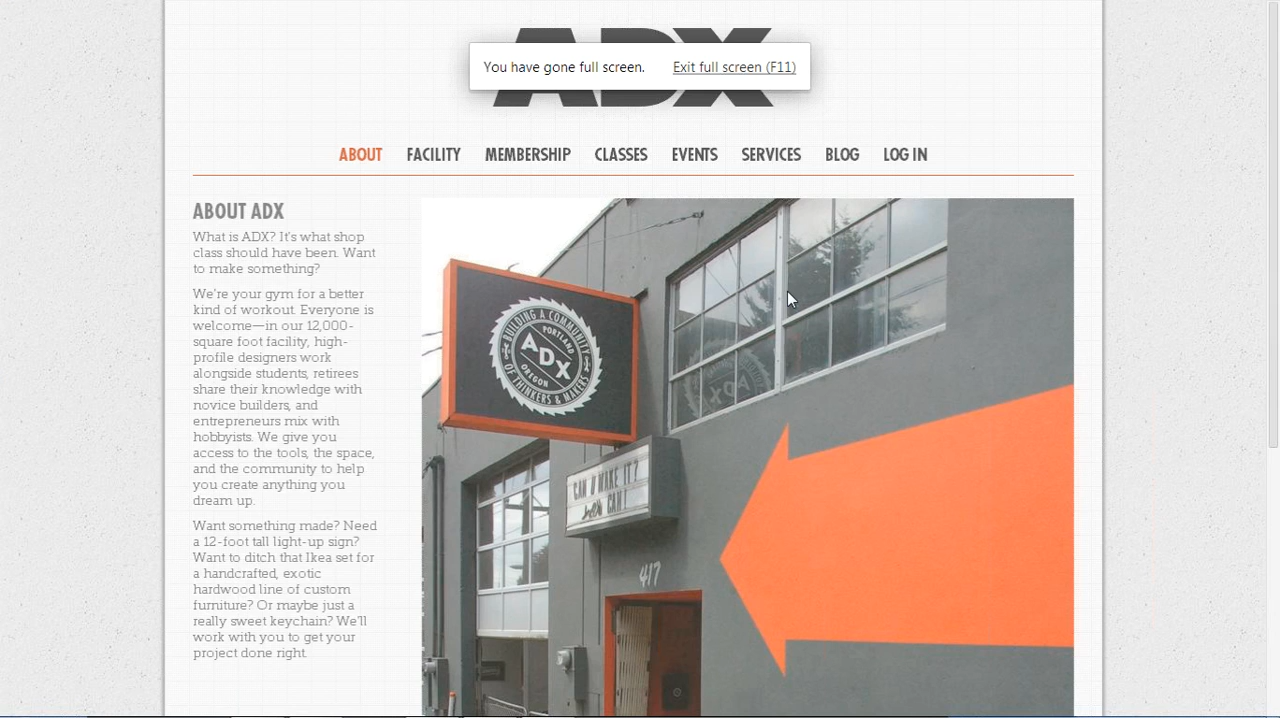 ADX
You have gone full screen. Exit full screen (F11)
ABOUT FACILITY MEMBERSHIP CLASSES EVENTS SERVICES BLOG LOG IN
ABOUT ADX
What is ADX? It's what shop
class should have been. Want
to make something?
We're your gym for a better
kind of workout. Everyone is
welcome—in our 12,000-
square foot facility, high-
profile designers work
alongside students, retirees
share their knowledge with
novice builders, and
entrepreneurs mix with
hobbyists. We give you
access to the tools, the space,
and the community to help
you create anything you
dream up.
Want something made? Need
a 12-foot tall light-up sign?
Want to ditch that Ikea set for
a handcrafted, exotic
hardwood line of custom
furniture? Or maybe just a
really sweet keychain? We'll
work with you to get your
project done right.
BUILDING A COMMUNITY
PORTLAND
ADX
OREGON
OF THINKERS & MAKERS
CAN U MAKE IT?
CAN!
417